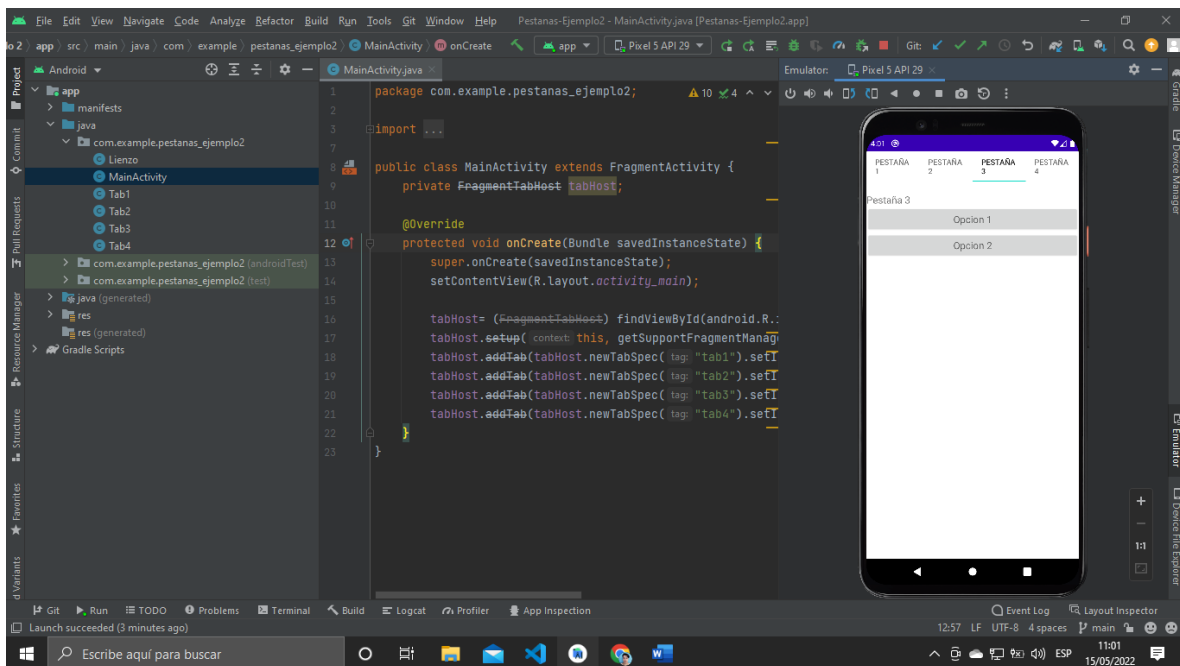 File Edit View Navigate Code Analyze Refactor Build Run Tools Git Window Help Pestanas-Ejemplo2 - MainActivity.java [Pestanas-Ejemplo2.app]
lo 2 app src main java com example pestanas_ejemplo2 MainActivity onCreate app Pixel 5 API 29 Git:
Android
MainActivity.java
Emulator: Pixel 5 API 29
Project
Commit
Pull Requests
Resource Manager
Structure
Favorites
d Variants
app
manifests
java
com.example.pestanas_ejemplo2
Lienzo
MainActivity
Tab1
Tab2
Tab3
Tab4
com.example.pestanas_ejemplo2 (androidTest)
com.example.pestanas_ejemplo2 (test)
java (generated)
res
res (generated)
Gradle Scripts
10 4
1 package com.example.pestanas_ejemplo2;
2
3 import ...
7
8 public class MainActivity extends FragmentActivity {
9 private FragmentTabHost tabHost;
10
11 @Override
12 protected void onCreate(Bundle savedInstanceState) {
13 super.onCreate(savedInstanceState);
14 setContentView(R.layout.activity_main);
15
16 tabHost= (FragmentTabHost) findViewById(android.R.
17 tabHost.setup( context: this, getSupportFragmentManag
18 tabHost.addTab(tabHost.newTabSpec( tag: "tab1").setI
19 tabHost.addTab(tabHost.newTabSpec( tag: "tab2").setI
20 tabHost.addTab(tabHost.newTabSpec( tag: "tab3").setI
21 tabHost.addTab(tabHost.newTabSpec( tag: "tab4").setI
22 }
23 }
4:01
PESTAÑA 1
PESTAÑA 2
PESTAÑA 3
PESTAÑA 4
Pestaña 3
Opcion 1
Opcion 2
1:1
Gradle
Device Manager
Emulator
Device File Explorer
Git Run TODO Problems Terminal Build Logcat Profiler App Inspection Event Log Layout Inspector
Launch succeeded (3 minutes ago) 12:57 LF UTF-8 4 spaces main
Escribe aquí para buscar
ESP
11:01
15/05/2022